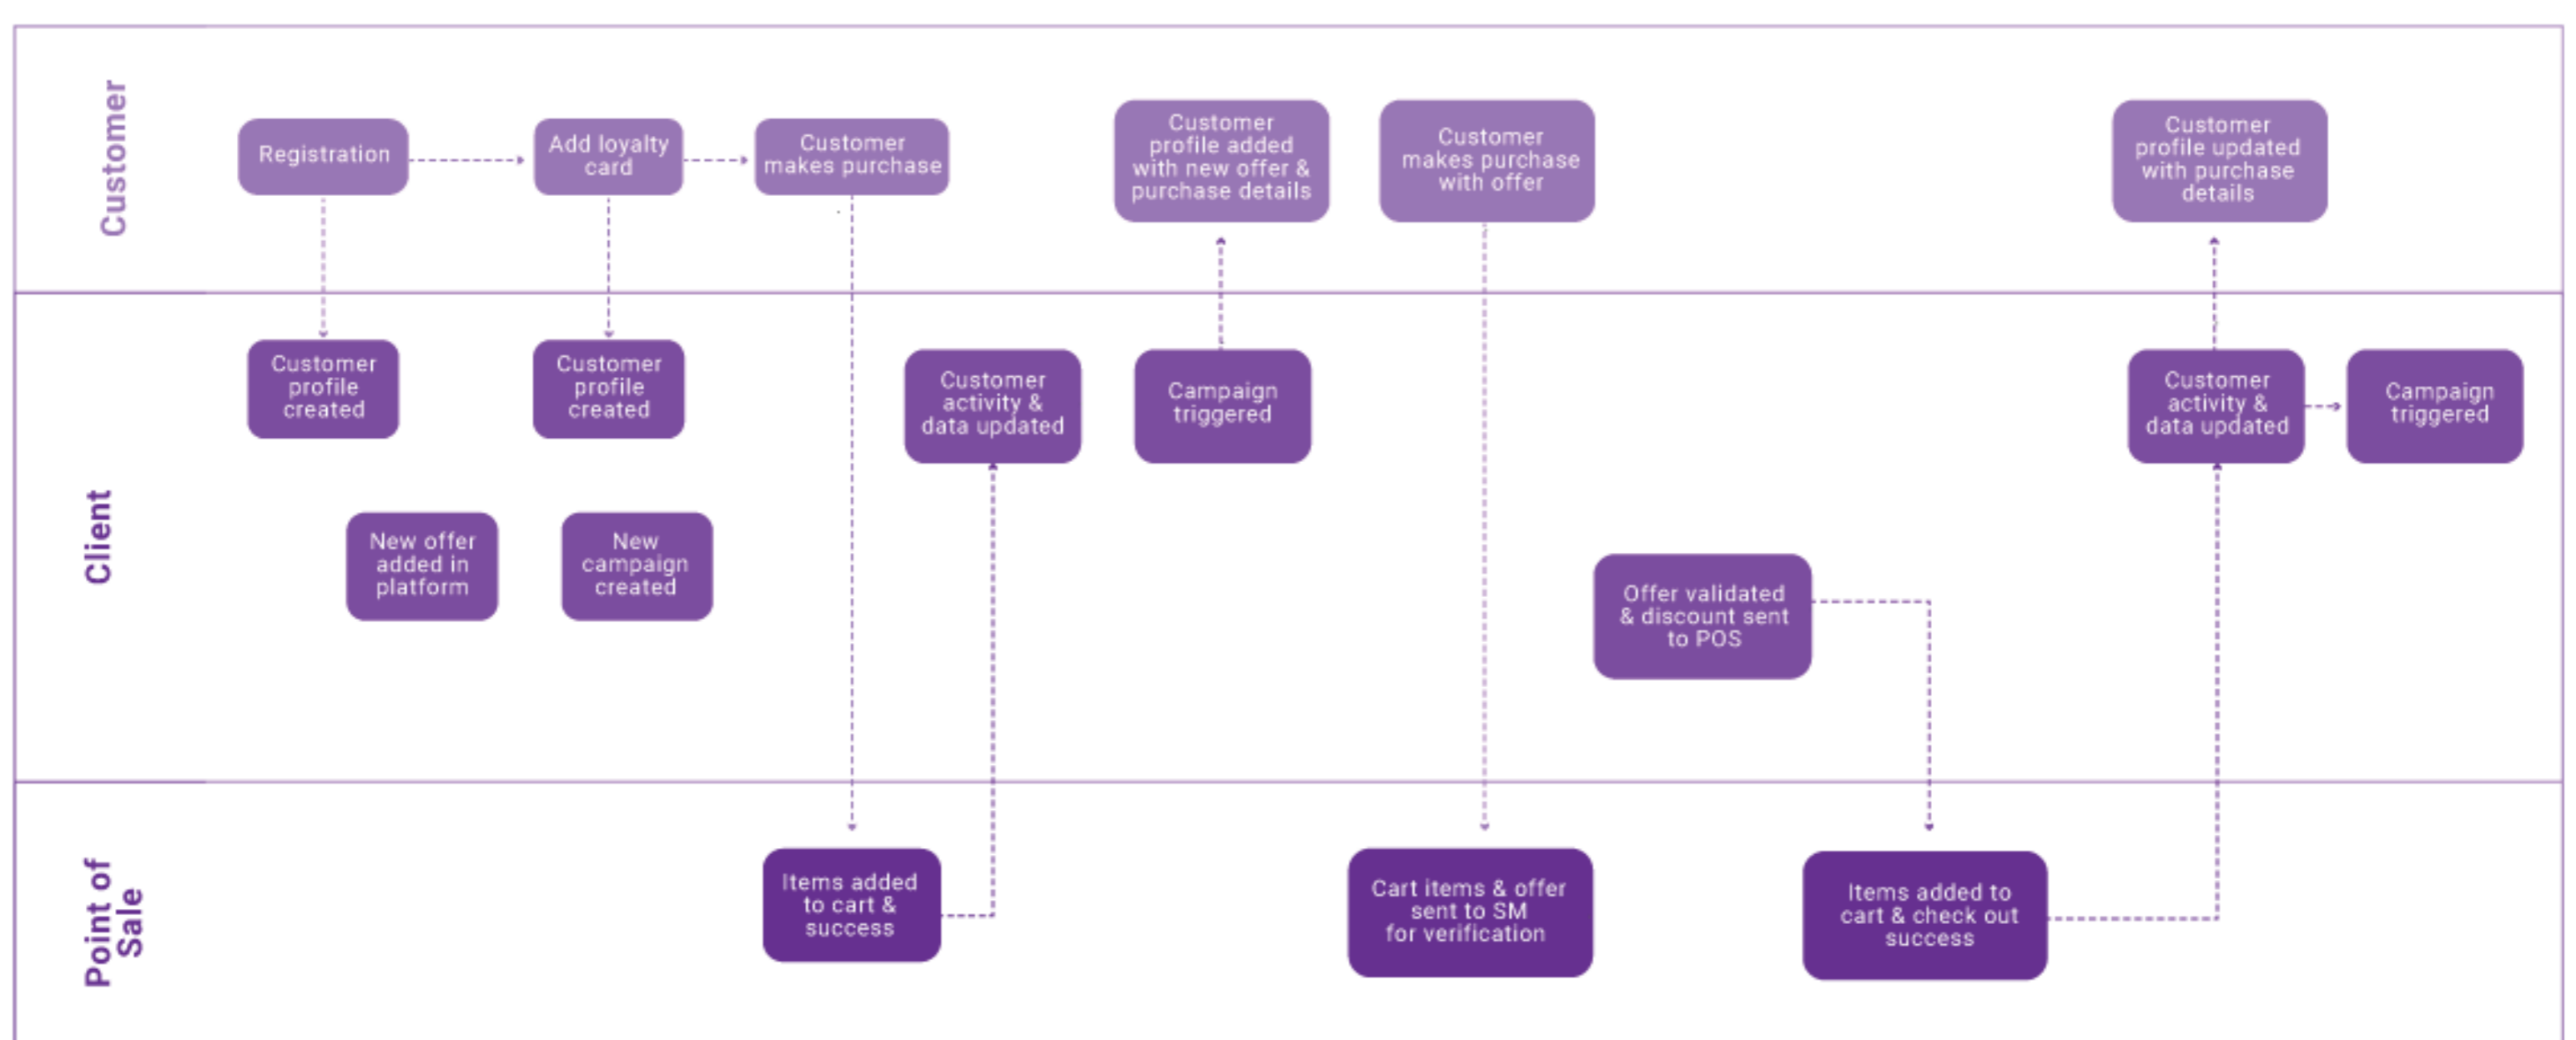 Customer
Registration
Add loyalty
card
Customer
makes purchase
Customer
profile added
with new offer &
purchase details
Customer
makes purchase
with offer
Customer
profile updated
with purchase
details
Client
Customer
profile
created
Customer
profile
created
Customer
activity &
data updated
Campaign
triggered
Customer
activity &
data updated
Campaign
triggered
New offer
added in
platform
New
campaign
created
Offer validated
& discount sent
to POS
Point of
Sale
Items added
to cart &
success
Cart items & offer
sent to SM
for verification
Items added to
cart & check out
success